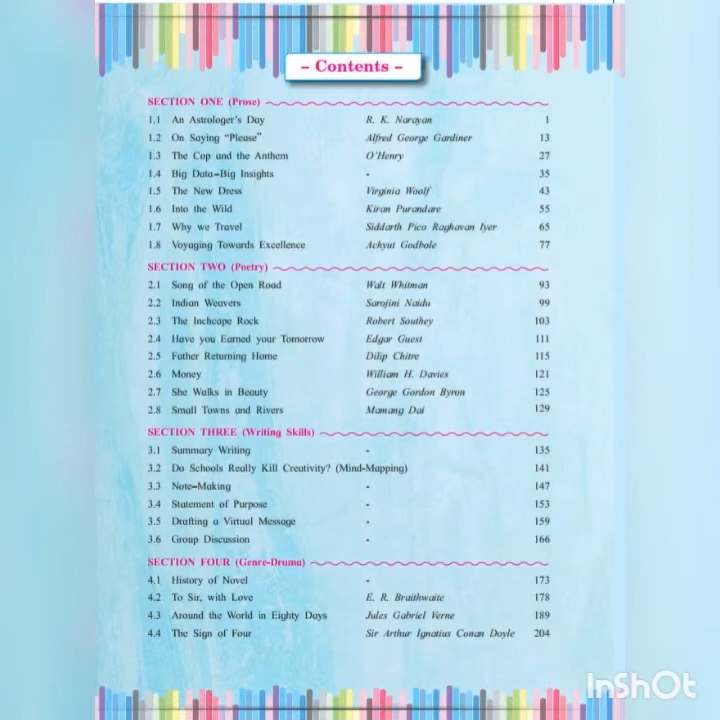 – Contents –
SECTION ONE (Prose)
1.1 An Astrologer's Day R. K. Narayan 1
1.2 On Saying "Please" Alfred George Gardiner 13
1.3 The Cop and the Anthem O'Henry 27
1.4 Big Data–Big Insights - 35
1.5 The New Dress Virginia Woolf 43
1.6 Into the Wild Kiran Purandare 55
1.7 Why we Travel Siddarth Pico Raghavan Iyer 65
1.8 Voyaging Towards Excellence Achyut Godbole 77
SECTION TWO (Poetry)
2.1 Song of the Open Road Walt Whitman 93
2.2 Indian Weavers Sarojini Naidu 99
2.3 The Inchcape Rock Robert Southey 103
2.4 Have you Earned your Tomorrow Edgar Guest 111
2.5 Father Returning Home Dilip Chitre 115
2.6 Money William H. Davies 121
2.7 She Walks in Beauty George Gordon Byron 125
2.8 Small Towns and Rivers Mamang Dai 129
SECTION THREE (Writing Skills)
3.1 Summary Writing - 135
3.2 Do Schools Really Kill Creativity? (Mind-Mapping) 141
3.3 Note–Making - 147
3.4 Statement of Purpose - 153
3.5 Drafting a Virtual Message - 159
3.6 Group Discussion - 166
SECTION FOUR (Genre-Drama)
4.1 History of Novel - 173
4.2 To Sir, with Love E. R. Braithwaite 178
4.3 Around the World in Eighty Days Jules Gabriel Verne 189
4.4 The Sign of Four Sir Arthur Ignatius Conan Doyle 204
InShOt